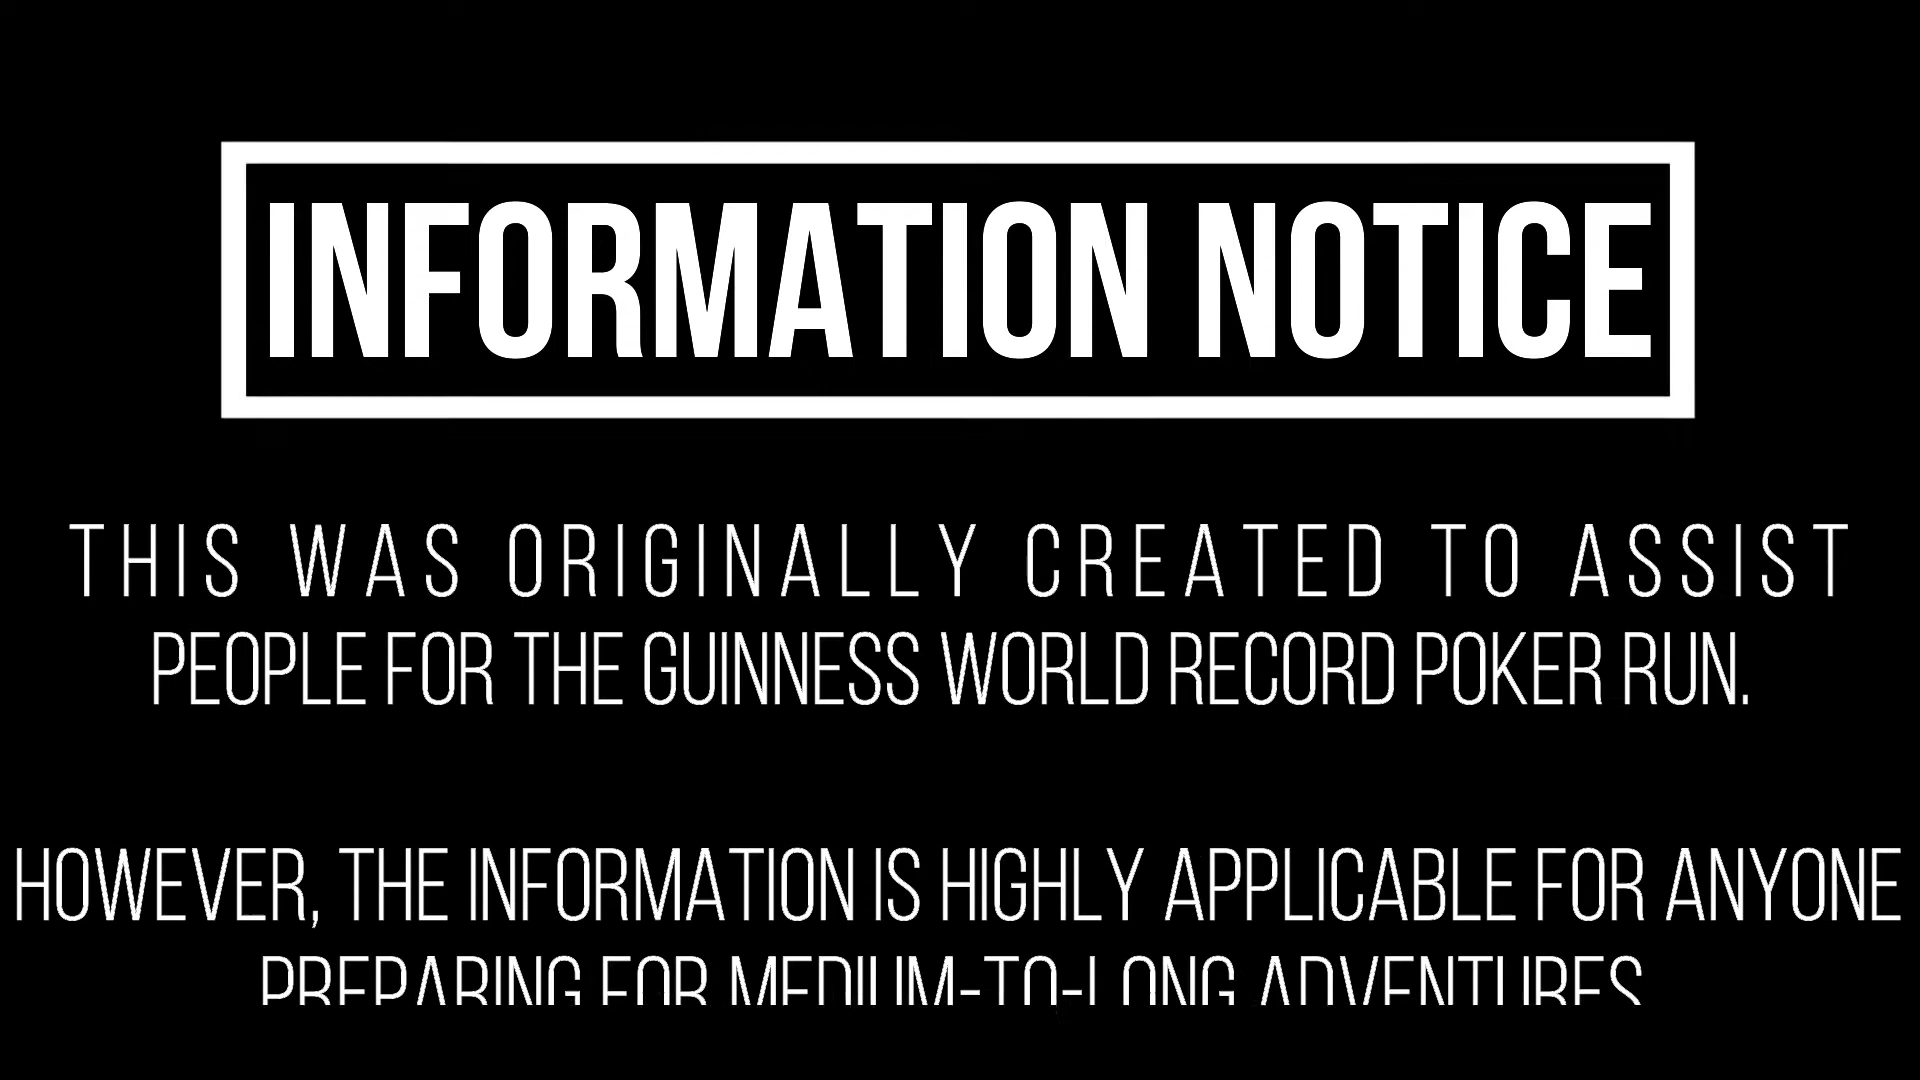 INFORMATION NOTICE
THIS WAS ORIGINALLY CREATED TO ASSIST
PEOPLE FOR THE GUINNESS WORLD RECORD POKER RUN.
HOWEVER, THE INFORMATION IS HIGHLY APPLICABLE FOR ANYONE
PREPARING FOR MEDIUM-TO-LONG ADVENTURES